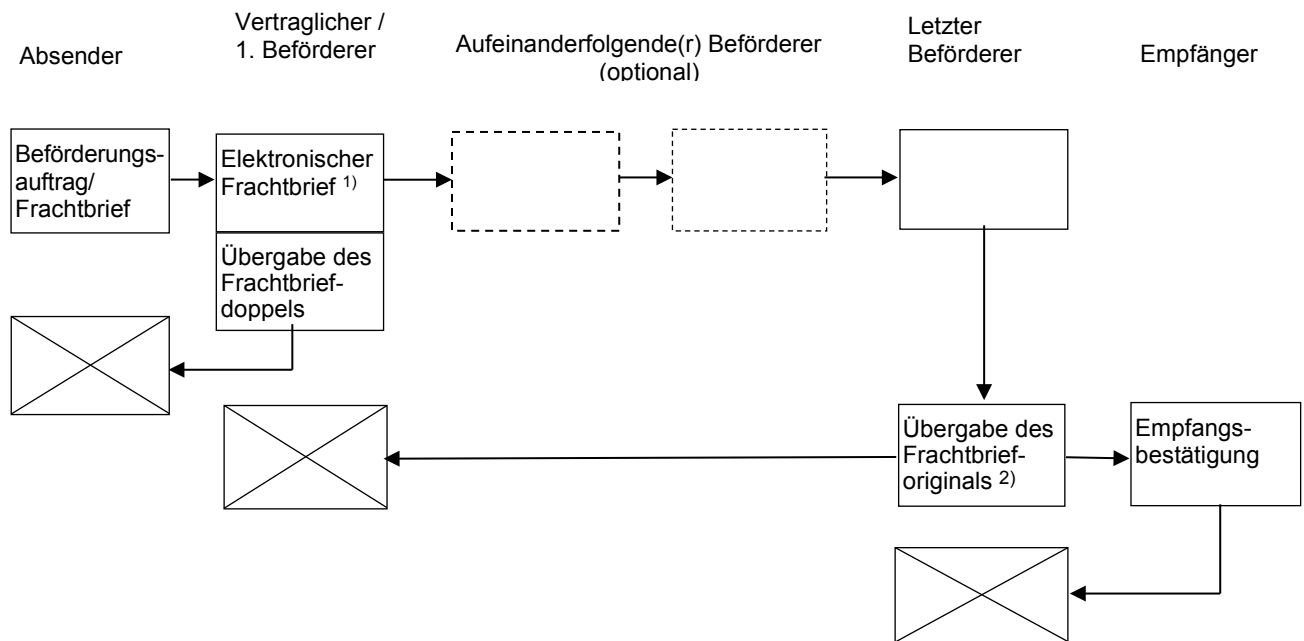 Absender
Vertraglicher /
1. Beförderer
Aufeinanderfolgende(r) Beförderer
(optional)
Letzter
Beförderer
Empfänger
Beförderungs-
auftrag/
Frachtbrief
Elektronischer
Frachtbrief 1)
Übergabe des
Frachtbrief-
doppels
Übergabe des
Frachtbrief-
originals 2)
Empfangs-
bestätigung